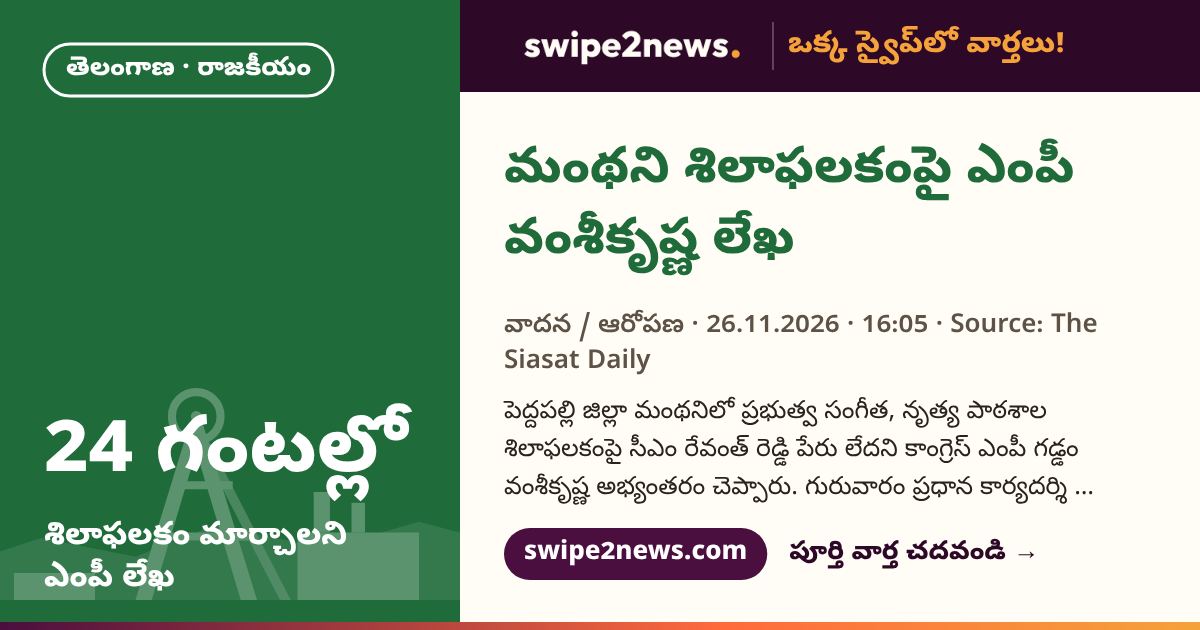 తెలంగాణ · రాజకీయం
24 గంటల్లో
శిలాఫలకం మార్చాలని
ఎంపీ లేఖ
swipe2news.
ఒక్క స్వైప్‌లో వార్తలు!
మంథని శిలాఫలకంపై ఎంపీ
వంశీకృష్ణ లేఖ
వాదన / ఆరోపణ · 26.11.2026 · 16:05 · Source: The
Siasat Daily
పెద్దపల్లి జిల్లా మంథనిలో ప్రభుత్వ సంగీత, నృత్య పాఠశాల
శిలాఫలకంపై సీఎం రేవంత్ రెడ్డి పేరు లేదని కాంగ్రెస్ ఎంపీ గడ్డం
వంశీకృష్ణ అభ్యంతరం చెప్పారు. గురువారం ప్రధాన కార్యదర్శి ...
swipe2news.com
పూర్తి వార్త చదవండి →